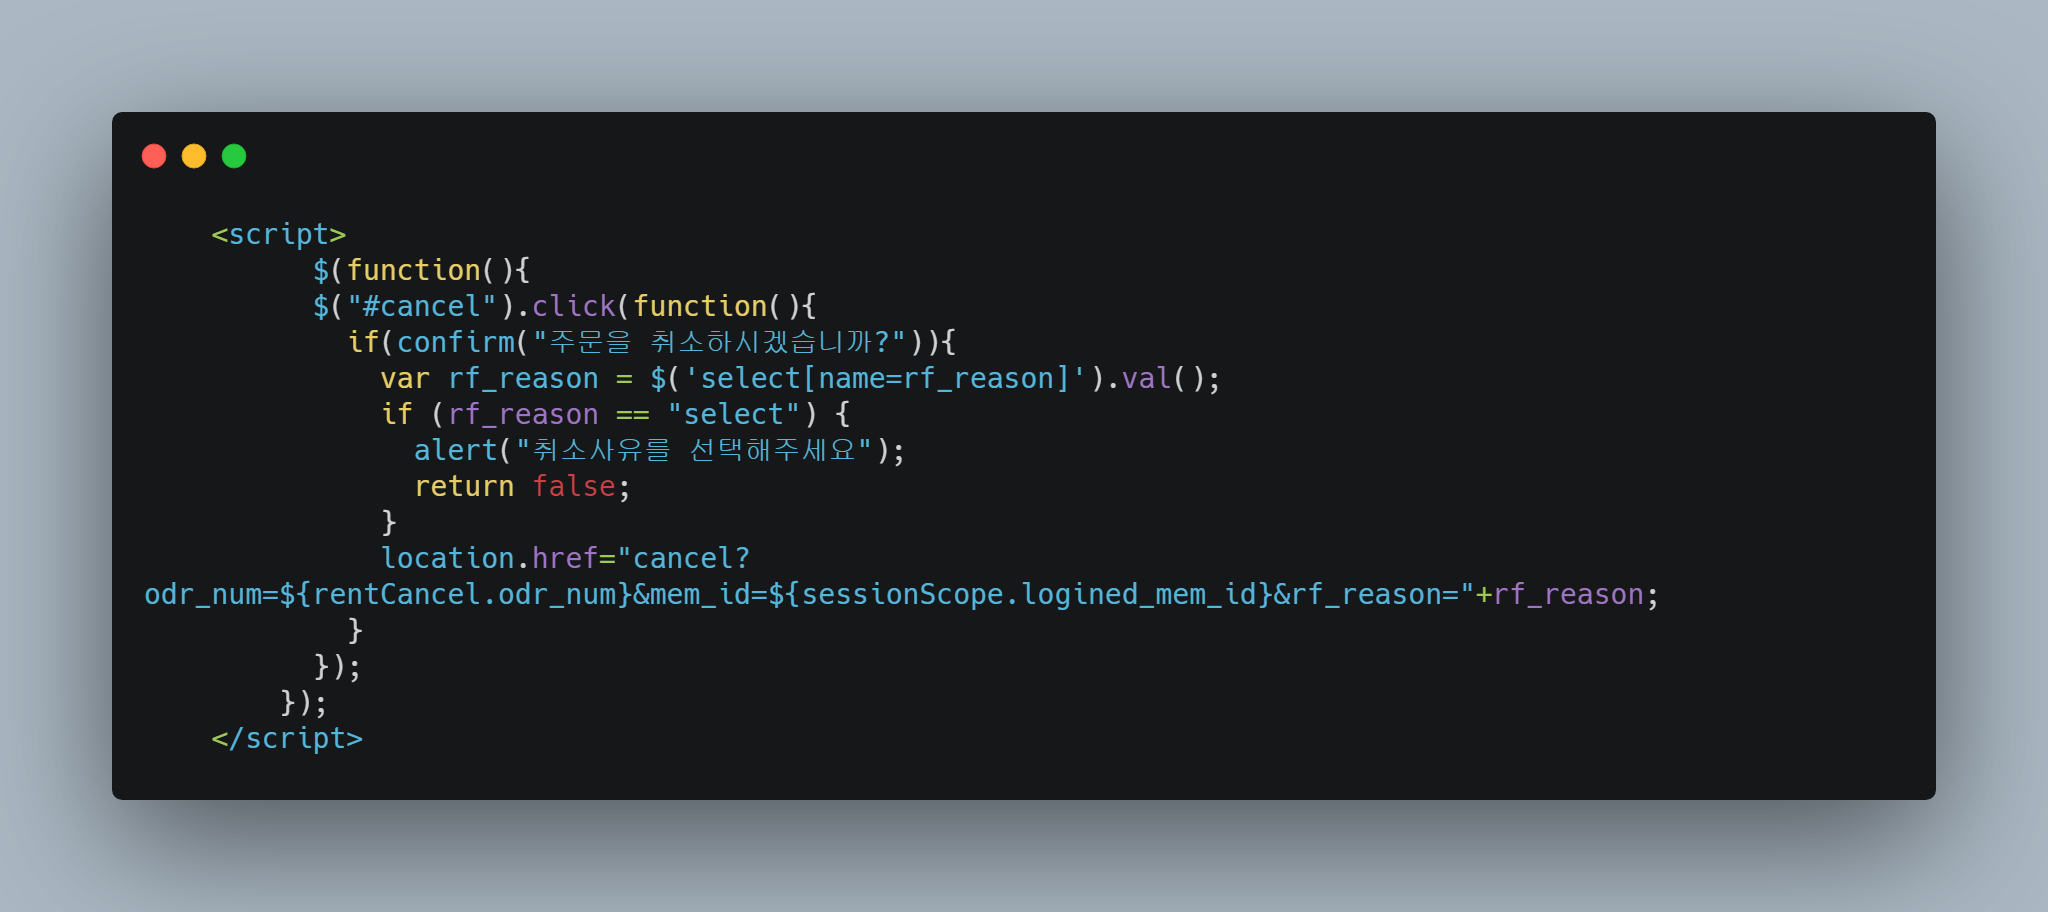 <script>
$(function(){
$("#cancel").click(function(){
if(confirm("주문을 취소하시겠습니까?")){
var rf_reason = $('select[name=rf_reason]').val();
if (rf_reason == "select") {
alert("취소사유를 선택해주세요");
return false;
}
location.href="cancel?
odr_num=${rentCancel.odr_num}&mem_id=${sessionScope.logined_mem_id}&rf_reason="+rf_reason;
}
});
});
</script>